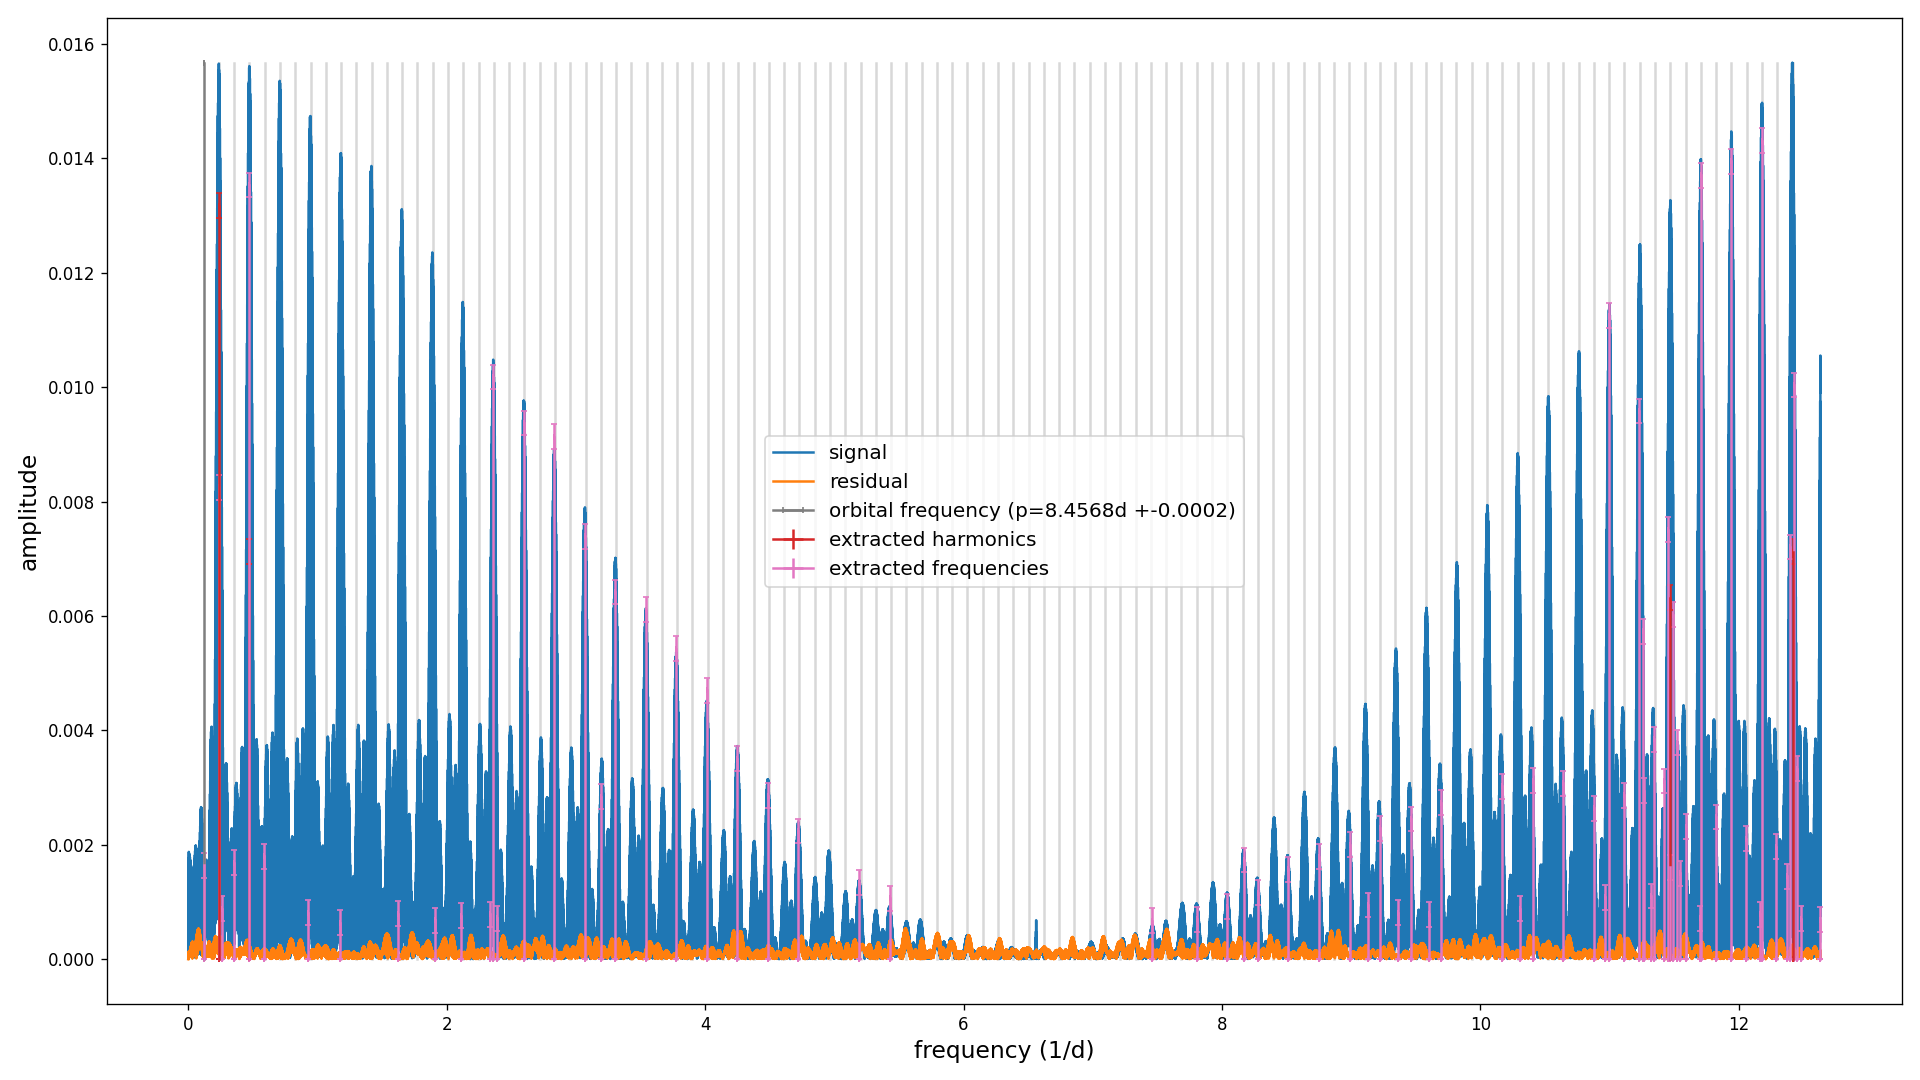 0.016
0.014
0.012
0.010
0.008
0.006
0.004
0.002
0.000
amplitude
signal
residual
orbital frequency (p=8.4568d +-0.0002)
extracted harmonics
extracted frequencies
0 2 4 6 8 10 12
frequency (1/d)